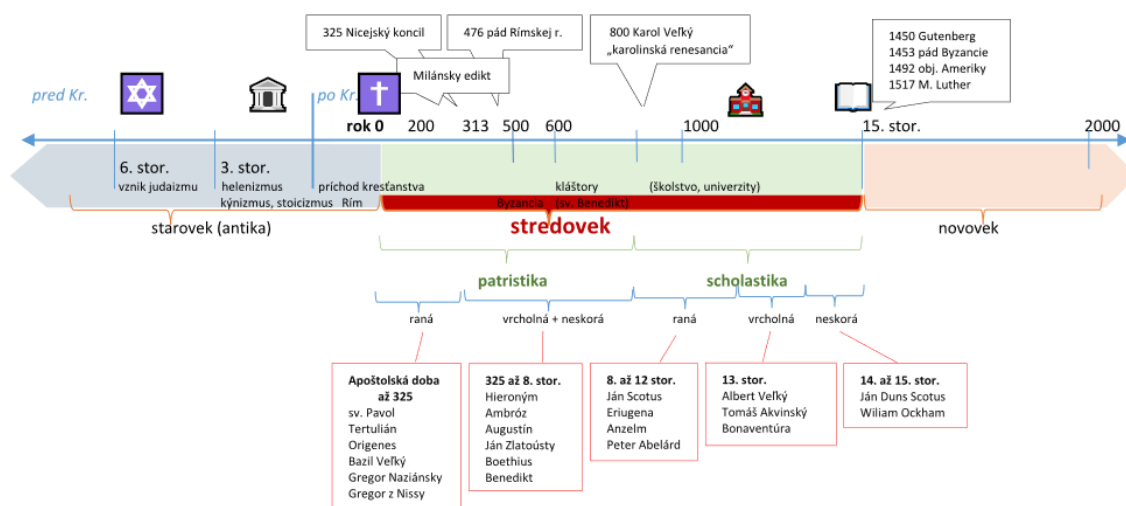 325 Nicejský koncil
476 pád Rímskej r.
800 Karol Veľký
„karolinská renesancia“
1450 Gutenberg
1453 pád Byzancie
1492 obj. Ameriky
1517 M. Luther
Milánsky edikt
pred Kr.
po Kr.
rok 0
200
313
500
600
1000
15. stor.
2000
6. stor.
vznik judaizmu
3. stor.
helenizmus
kýnizmus, stoicizmus
príchod kresťanstva
Rím
kláštory
(školstvo, univerzity)
Byzancia
(sv. Benedikt)
starovek (antika)
stredovek
novovek
patristika
scholastika
raná
vrcholná + neskorá
raná
vrcholná
neskorá
Apoštolská doba
až 325
sv. Pavol
Tertulián
Origenes
Bazil Veľký
Gregor Naziánsky
Gregor z Nissy
325 až 8. stor.
Hieroným
Ambróz
Augustín
Ján Zlatoústy
Boethius
Benedikt
8. až 12 stor.
Ján Scotus
Eriugena
Anzelm
Peter Abelárd
13. stor.
Albert Veľký
Tomáš Akvinský
Bonaventúra
14. až 15. stor.
Ján Duns Scotus
Wiliam Ockham